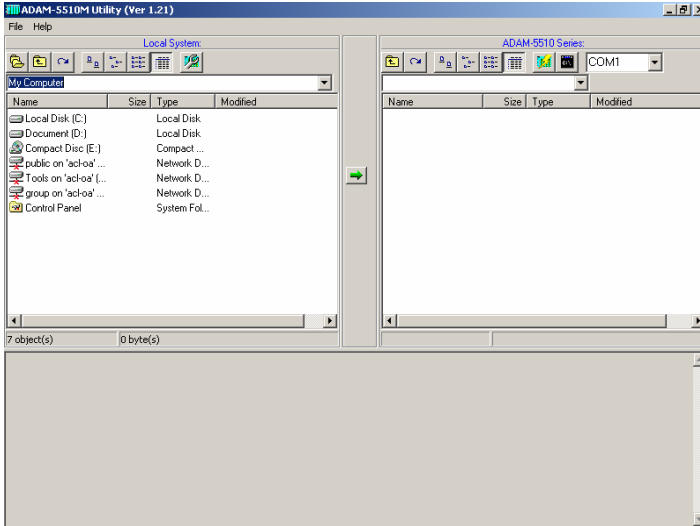 ADAM-5510M Utility (Ver 1.21)
File Help
Local System:
My Computer
Name Size Type Modified
Local Disk (C:) Local Disk
Document (D:) Local Disk
Compact Disc (E:) Compact ...
public on 'acl-oa' ... Network D...
Tools on 'acl-oa' (... Network D...
group on 'acl-oa' ... Network D...
Control Panel System Fol...
7 object(s) 0 byte(s)
ADAM-5510 Series:
COM1
Name Size Type Modified